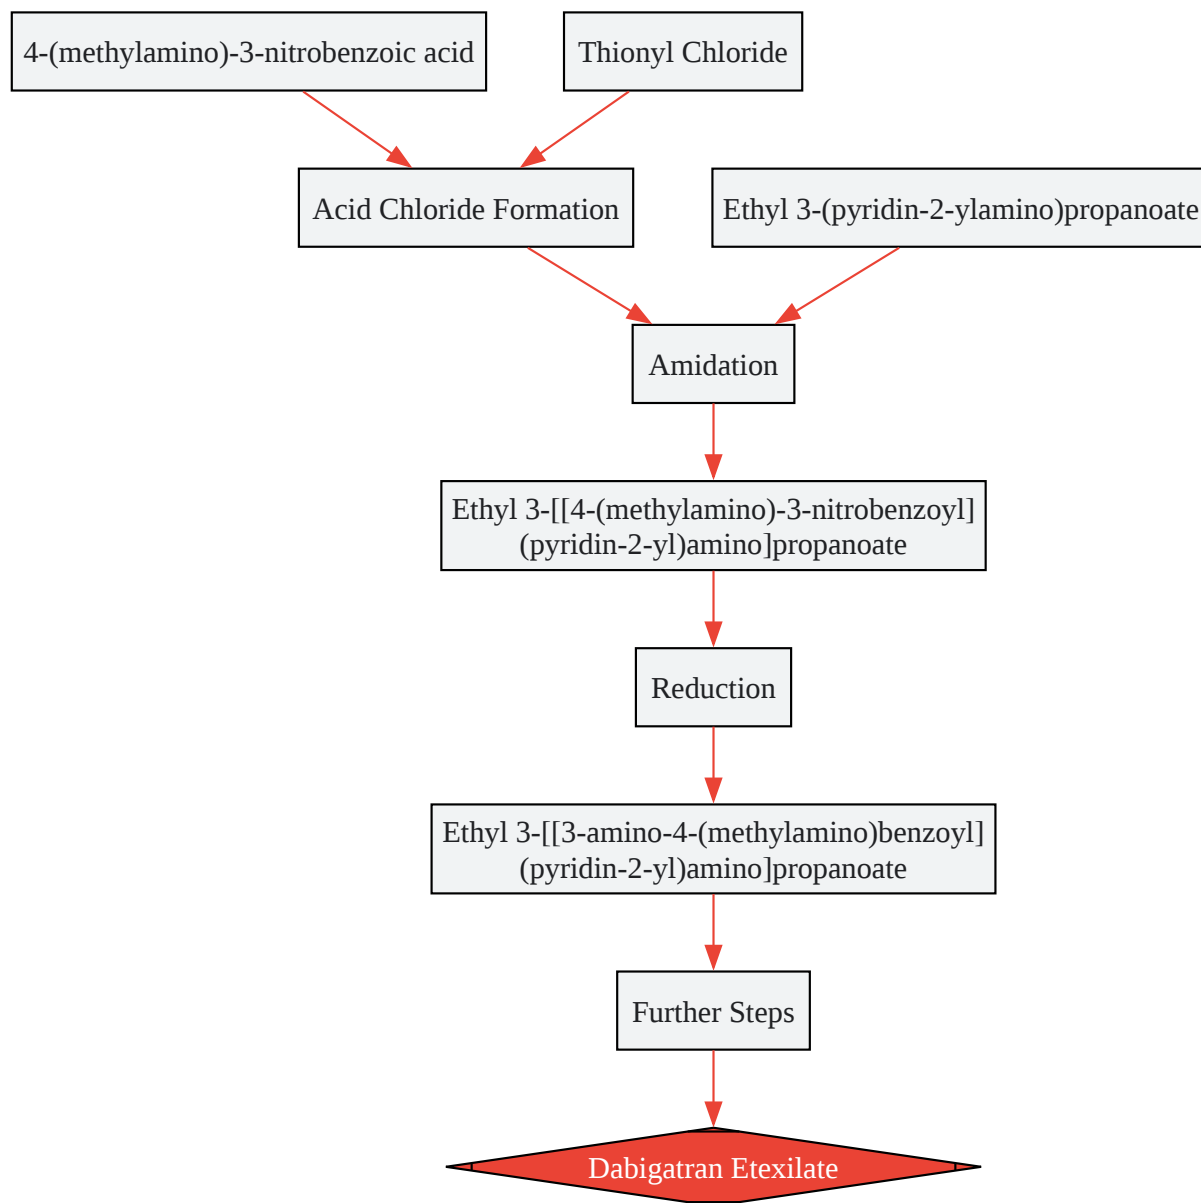 4-(methylamino)-3-nitrobenzoic acid
Thionyl Chloride
Acid Chloride Formation
Ethyl 3-(pyridin-2-ylamino)propanoate
Amidation
Ethyl 3-[[4-(methylamino)-3-nitrobenzoyl]
(pyridin-2-yl)amino]propanoate
Reduction
Ethyl 3-[[3-amino-4-(methylamino)benzoyl]
(pyridin-2-yl)amino]propanoate
Further Steps
Dabigatran Etexilate